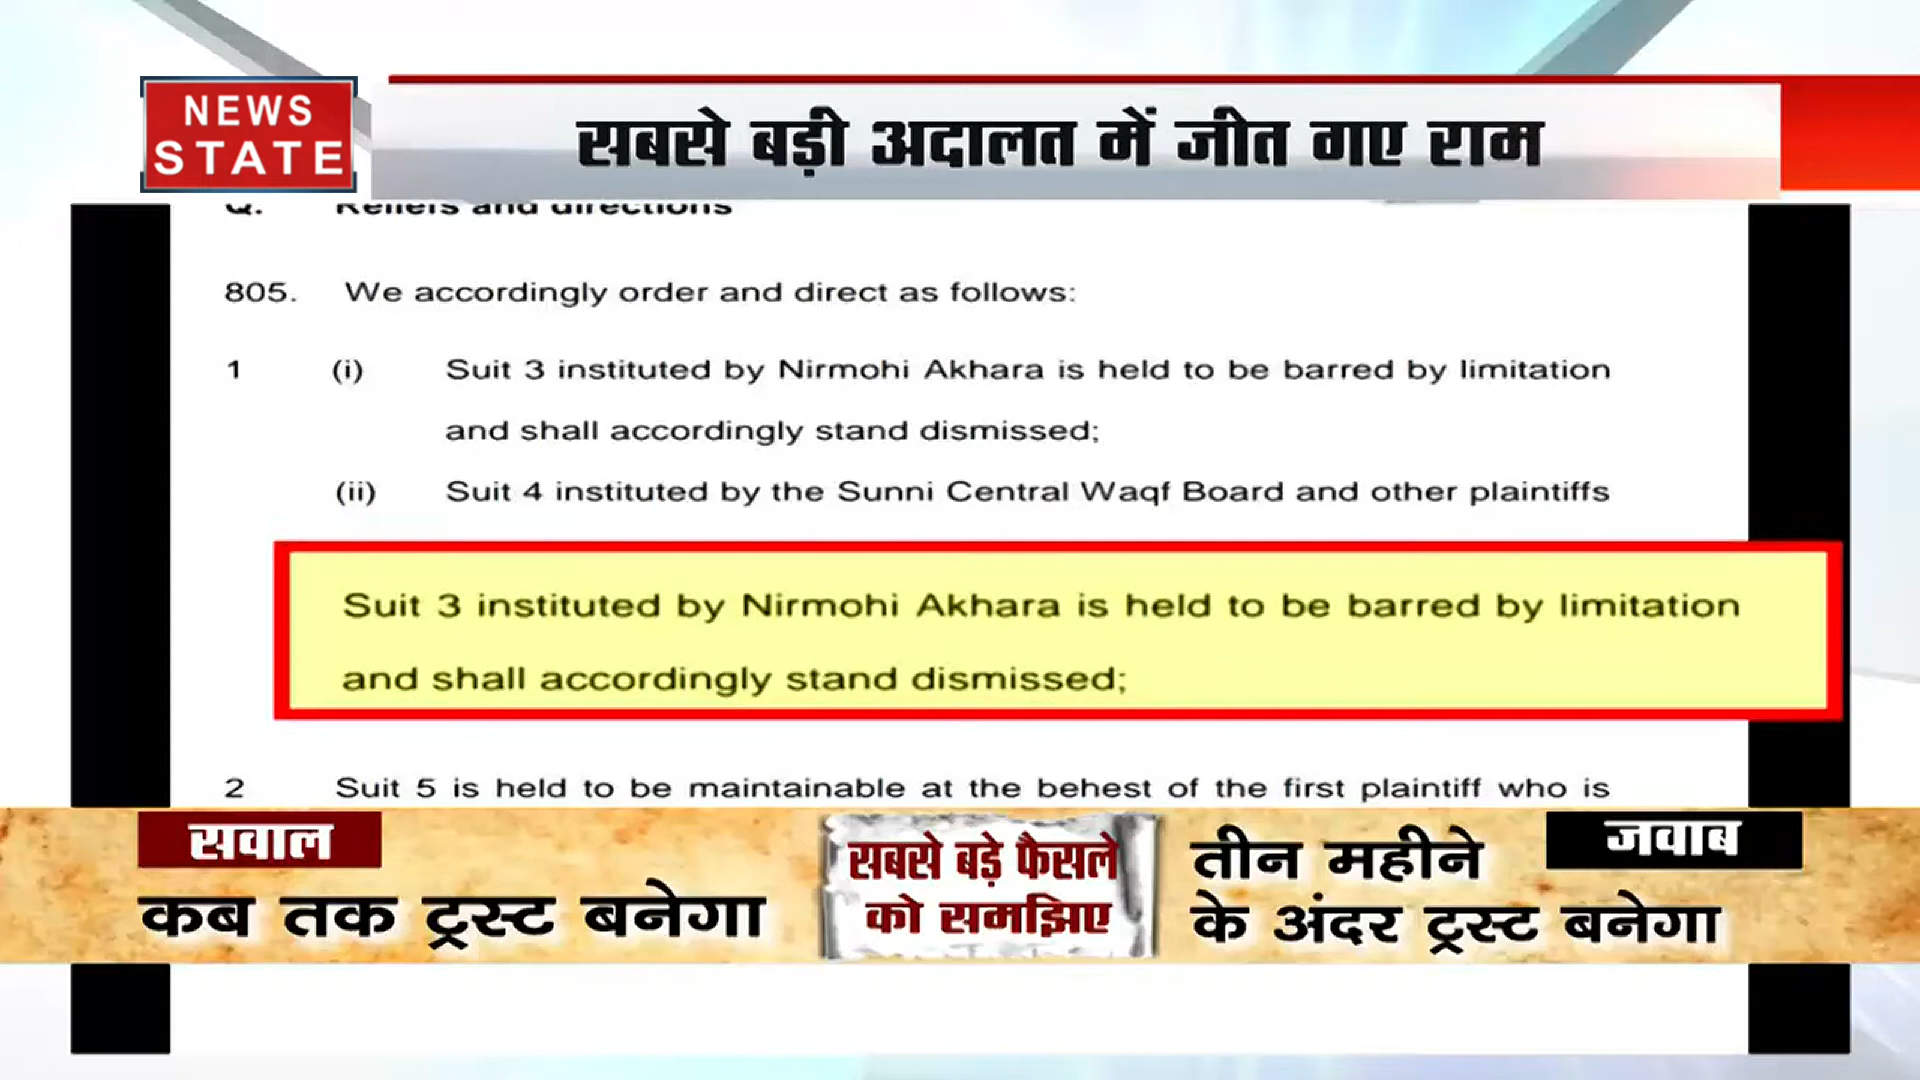 NEWS
STATE
सबसे बड़ी अदालत में जीत गए राम
Q. Reliefs and directions
805. We accordingly order and direct as follows:
1 (i) Suit 3 instituted by Nirmohi Akhara is held to be barred by limitation
and shall accordingly stand dismissed;
(ii) Suit 4 instituted by the Sunni Central Waqf Board and other plaintiffs
Suit 3 instituted by Nirmohi Akhara is held to be barred by limitation
and shall accordingly stand dismissed;
2 Suit 5 is held to be maintainable at the behest of the first plaintiff who is
सवाल
कब तक ट्रस्ट बनेगा
सबसे बड़े फैसले
को समझिए
जवाब
तीन महीने
के अंदर ट्रस्ट बनेगा